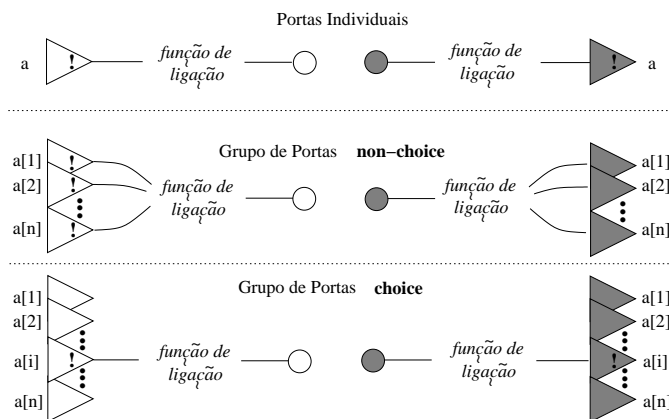 Portas Individuais
a ! função de ligação função de ligação ! a
Grupo de Portas non−choice
a[1] ! a[1]
a[2] ! função de ligação função de ligação a[2]
a[n] ! a[n]
Grupo de Portas choice
a[1] a[1]
a[2] a[2]
a[i] ! função de ligação função de ligação ! a[i]
a[n] a[n]